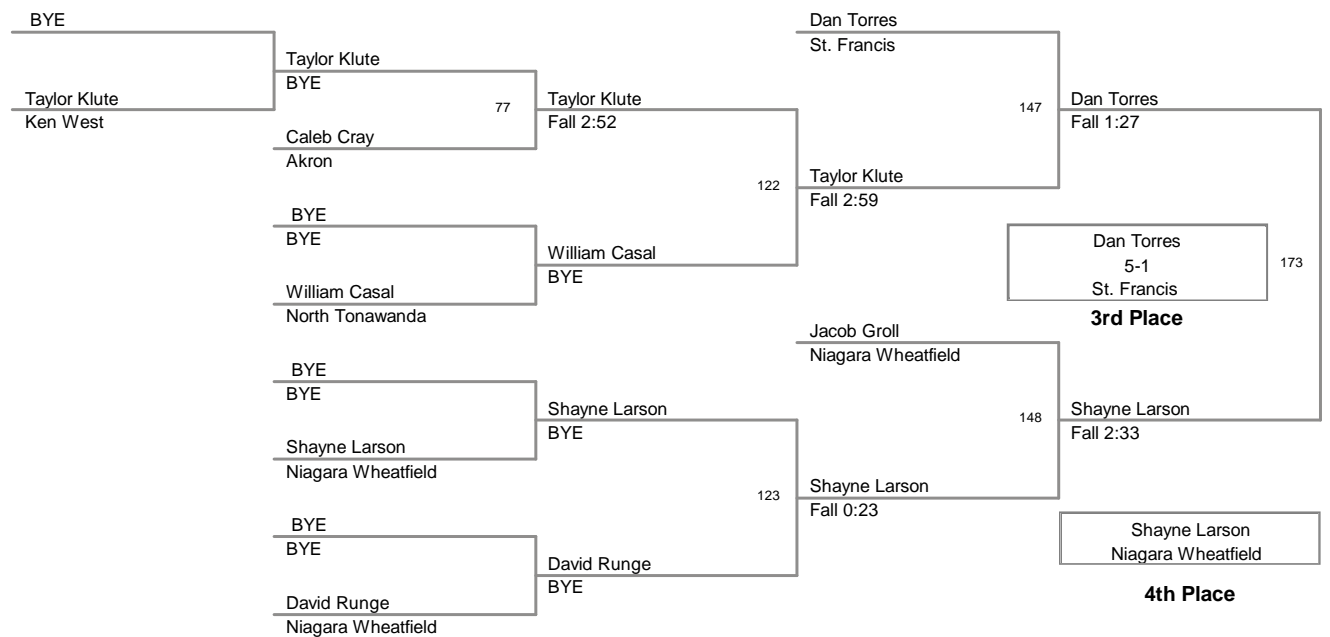 BYE
Taylor Klute
Ken West
Taylor Klute
BYE
77
Caleb Cray
Akron
BYE
BYE
William Casal
North Tonawanda
BYE
BYE
Shayne Larson
Niagara Wheatfield
BYE
BYE
David Runge
Niagara Wheatfield
Taylor Klute
Fall 2:52
122
William Casal
BYE
Shayne Larson
BYE
123
David Runge
BYE
Dan Torres
St. Francis
147
Taylor Klute
Fall 2:59
Jacob Groll
Niagara Wheatfield
148
Shayne Larson
Fall 0:23
Dan Torres
Fall 1:27
Dan Torres
5-1
St. Francis
173
3rd Place
Shayne Larson
Fall 2:33
Shayne Larson
Niagara Wheatfield
4th Place